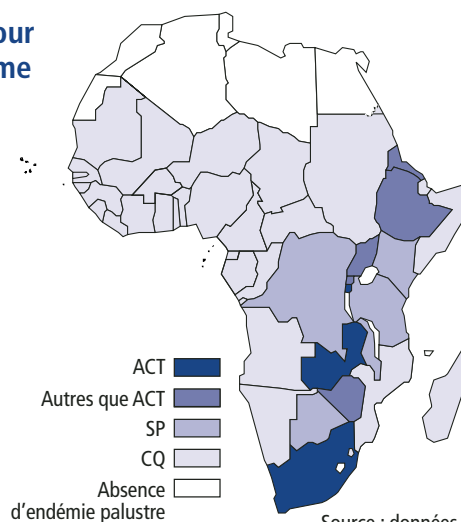 our
me
ACT
Autres que ACT
SP
CQ
Absence
d'endémie palustre
Source : données